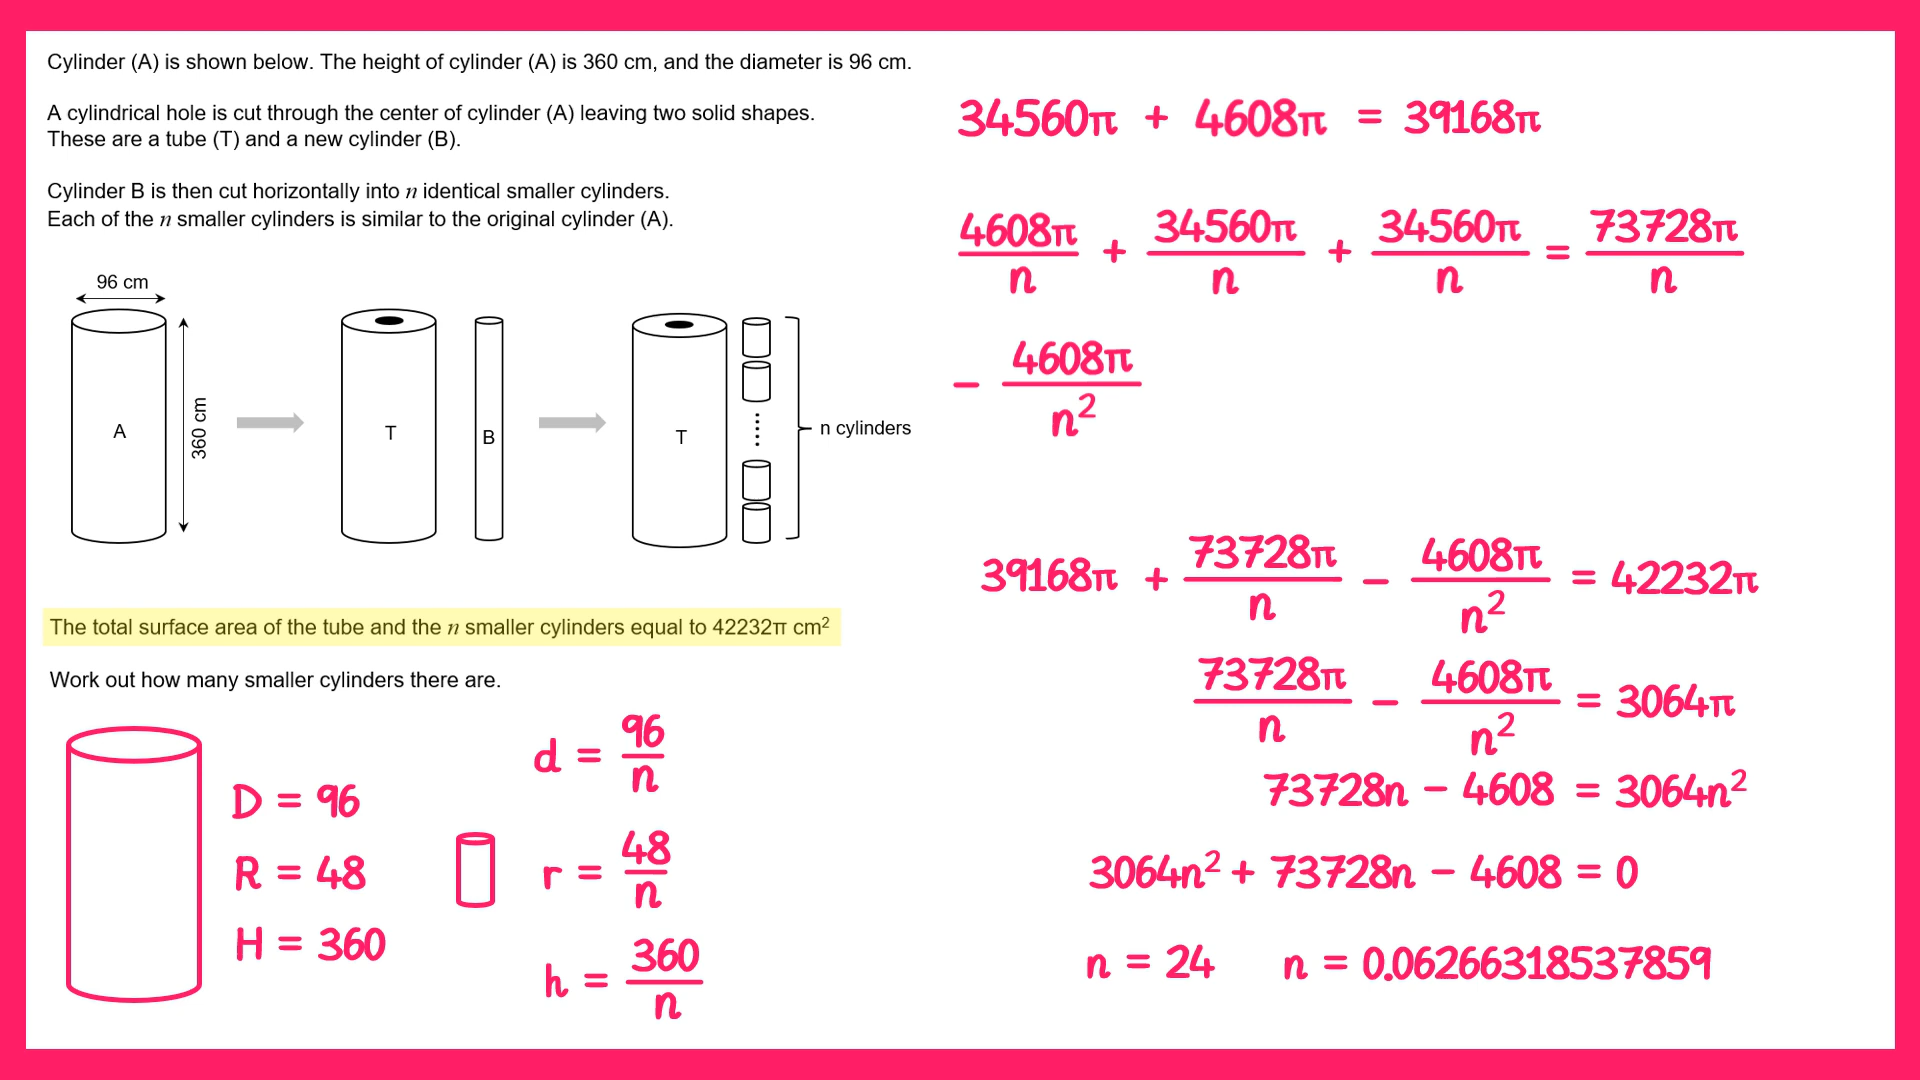 Cylinder (A) is shown below. The height of cylinder (A) is 360 cm, and the diameter is 96 cm.
A cylindrical hole is cut through the center of cylinder (A) leaving two solid shapes.
These are a tube (T) and a new cylinder (B).
Cylinder B is then cut horizontally into n identical smaller cylinders.
Each of the n smaller cylinders is similar to the original cylinder (A).
96 cm
A
360 cm
T
B
T
n cylinders
The total surface area of the tube and the n smaller cylinders equal to 42232π cm²
Work out how many smaller cylinders there are.
D = 96
R = 48
H = 360
d = 96/n
r = 48/n
h = 360/n
34560π + 4608π = 39168π
4608π/n + 34560π/n + 34560π/n = 73728π/n
- 4608π/n²
39168π + 73728π/n - 4608π/n² = 42232π
73728π/n - 4608π/n² = 3064π
73728n - 4608 = 3064n²
3064n² + 73728n - 4608 = 0
n = 24 n = 0.06266318537859